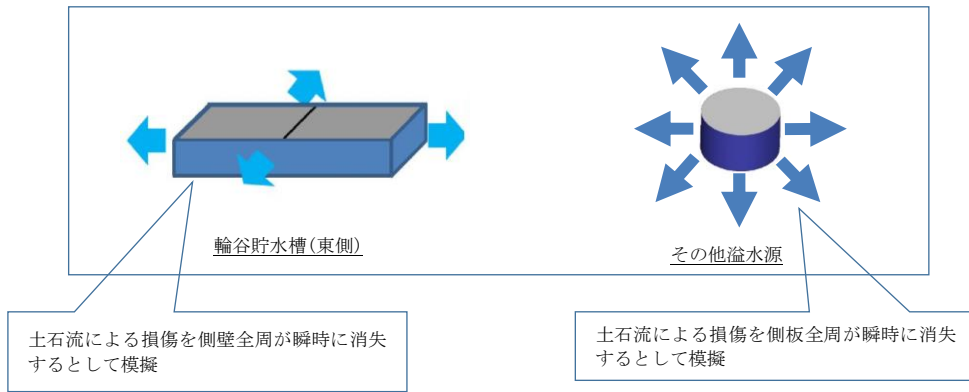 輪谷貯水槽(東側)
その他溢水源
土石流による損傷を側壁全周が瞬時に消失
するとして模擬
土石流による損傷を側板全周が瞬時に消失
するとして模擬